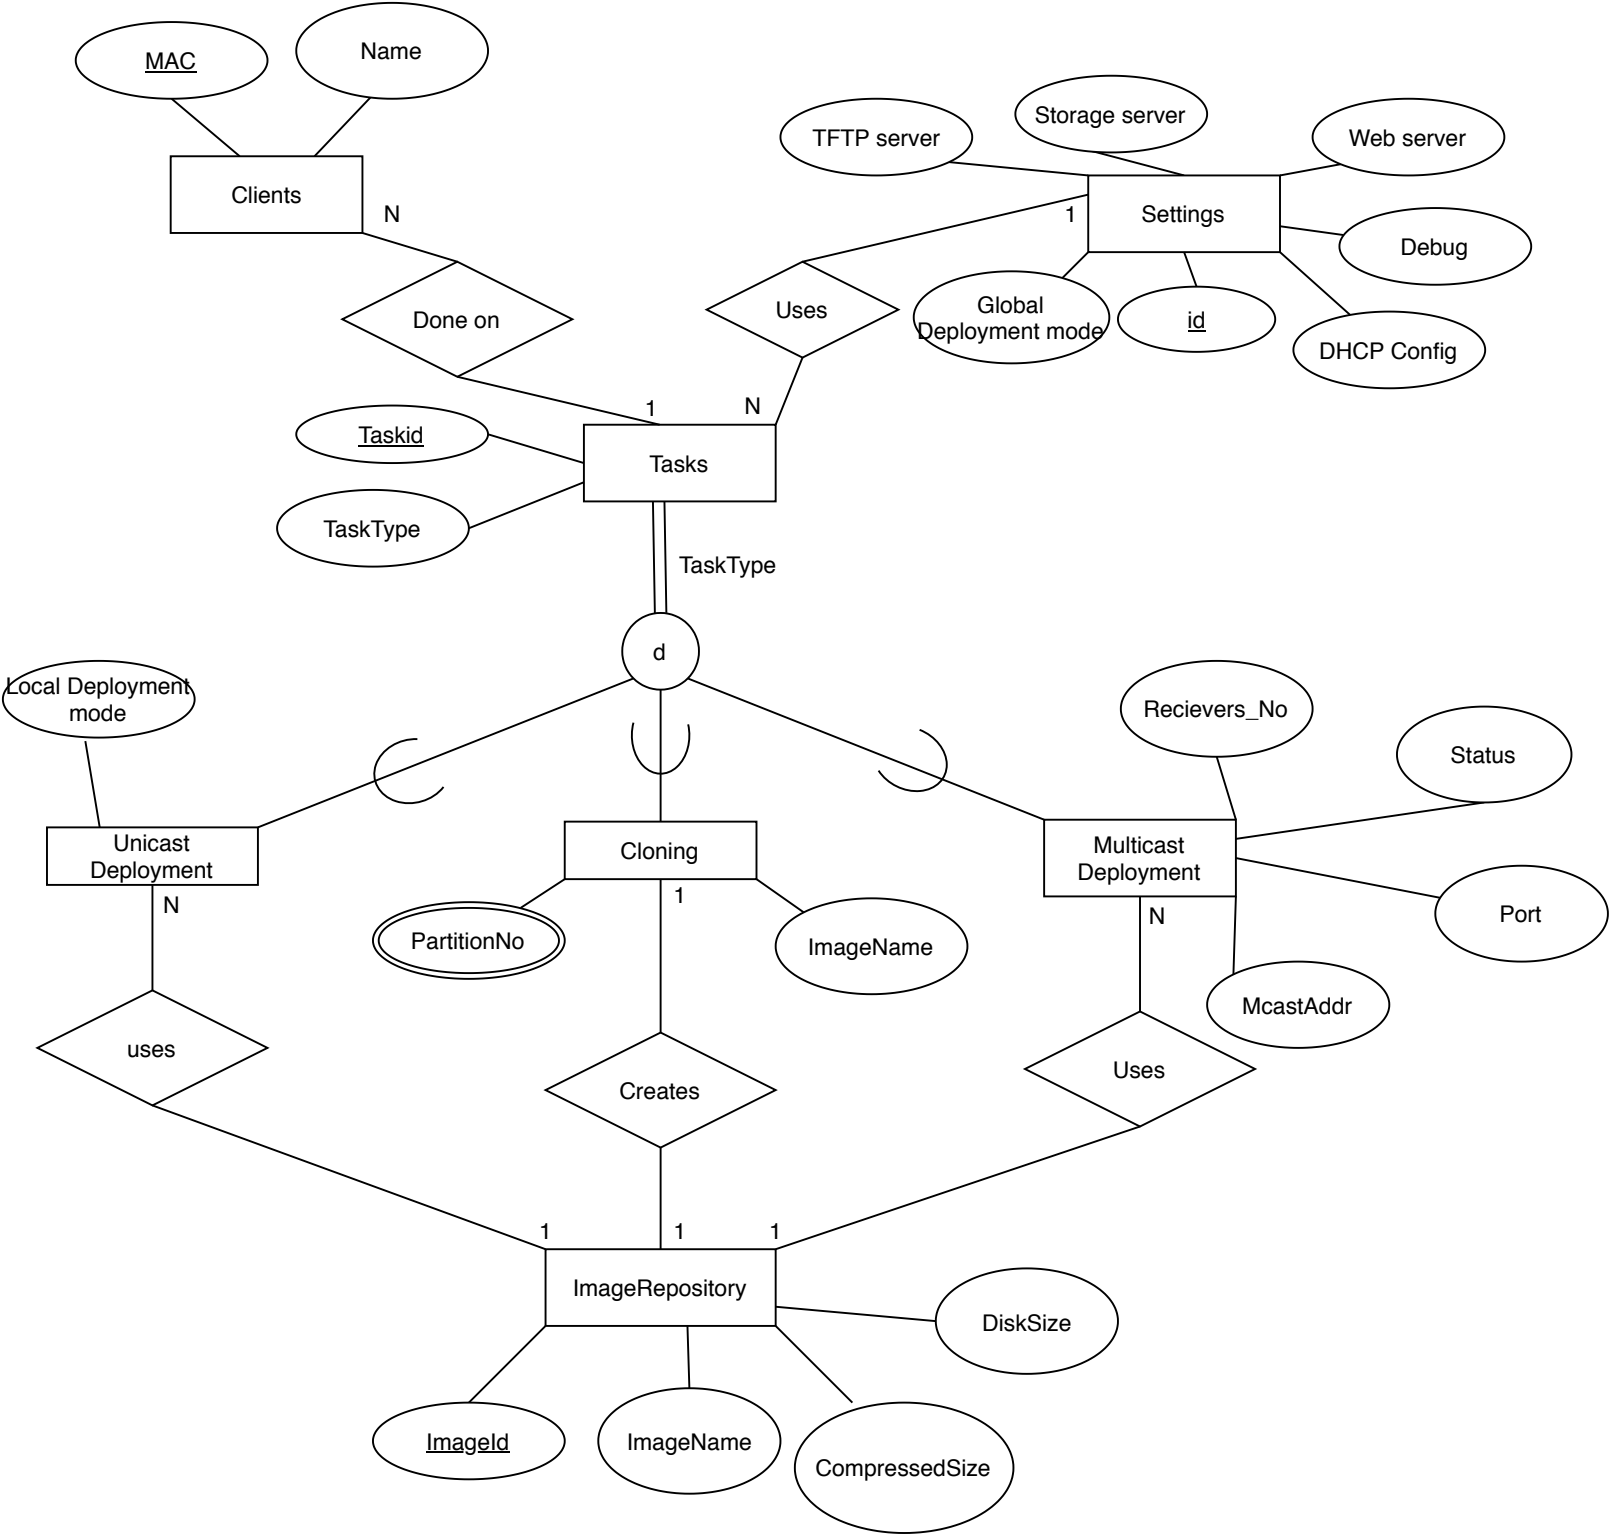 MAC
Name
TFTP server
Storage server
Web server
Clients
N
1
Settings
Debug
Done on
Uses
Global
Deployment mode
id
DHCP Config
1
N
Taskid
Tasks
TaskType
TaskType
d
Local Deployment
mode
Recievers_No
Status
Unicast
Deployment
Cloning
Multicast
Deployment
N
1
N
PartitionNo
ImageName
Port
McastAddr
uses
Creates
Uses
1
1
1
ImageRepository
DiskSize
ImageId
ImageName
CompressedSize